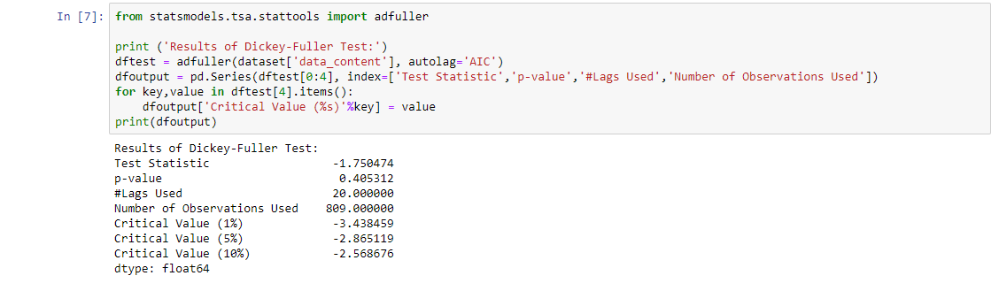 In [7]: from statsmodels.tsa.stattools import adfuller
print ('Results of Dickey-Fuller Test:')
dftest = adfuller(dataset['data_content'], autolag='AIC')
dfoutput = pd.Series(dftest[0:4], index=['Test Statistic','p-value','#Lags Used','Number of Observations Used'])
for key,value in dftest[4].items():
    dfoutput['Critical Value (%s)'%key] = value
print(dfoutput)
Results of Dickey-Fuller Test:
Test Statistic                  -1.750474
p-value                          0.405312
#Lags Used                      20.000000
Number of Observations Used    809.000000
Critical Value (1%)             -3.438459
Critical Value (5%)             -2.865119
Critical Value (10%)            -2.568676
dtype: float64